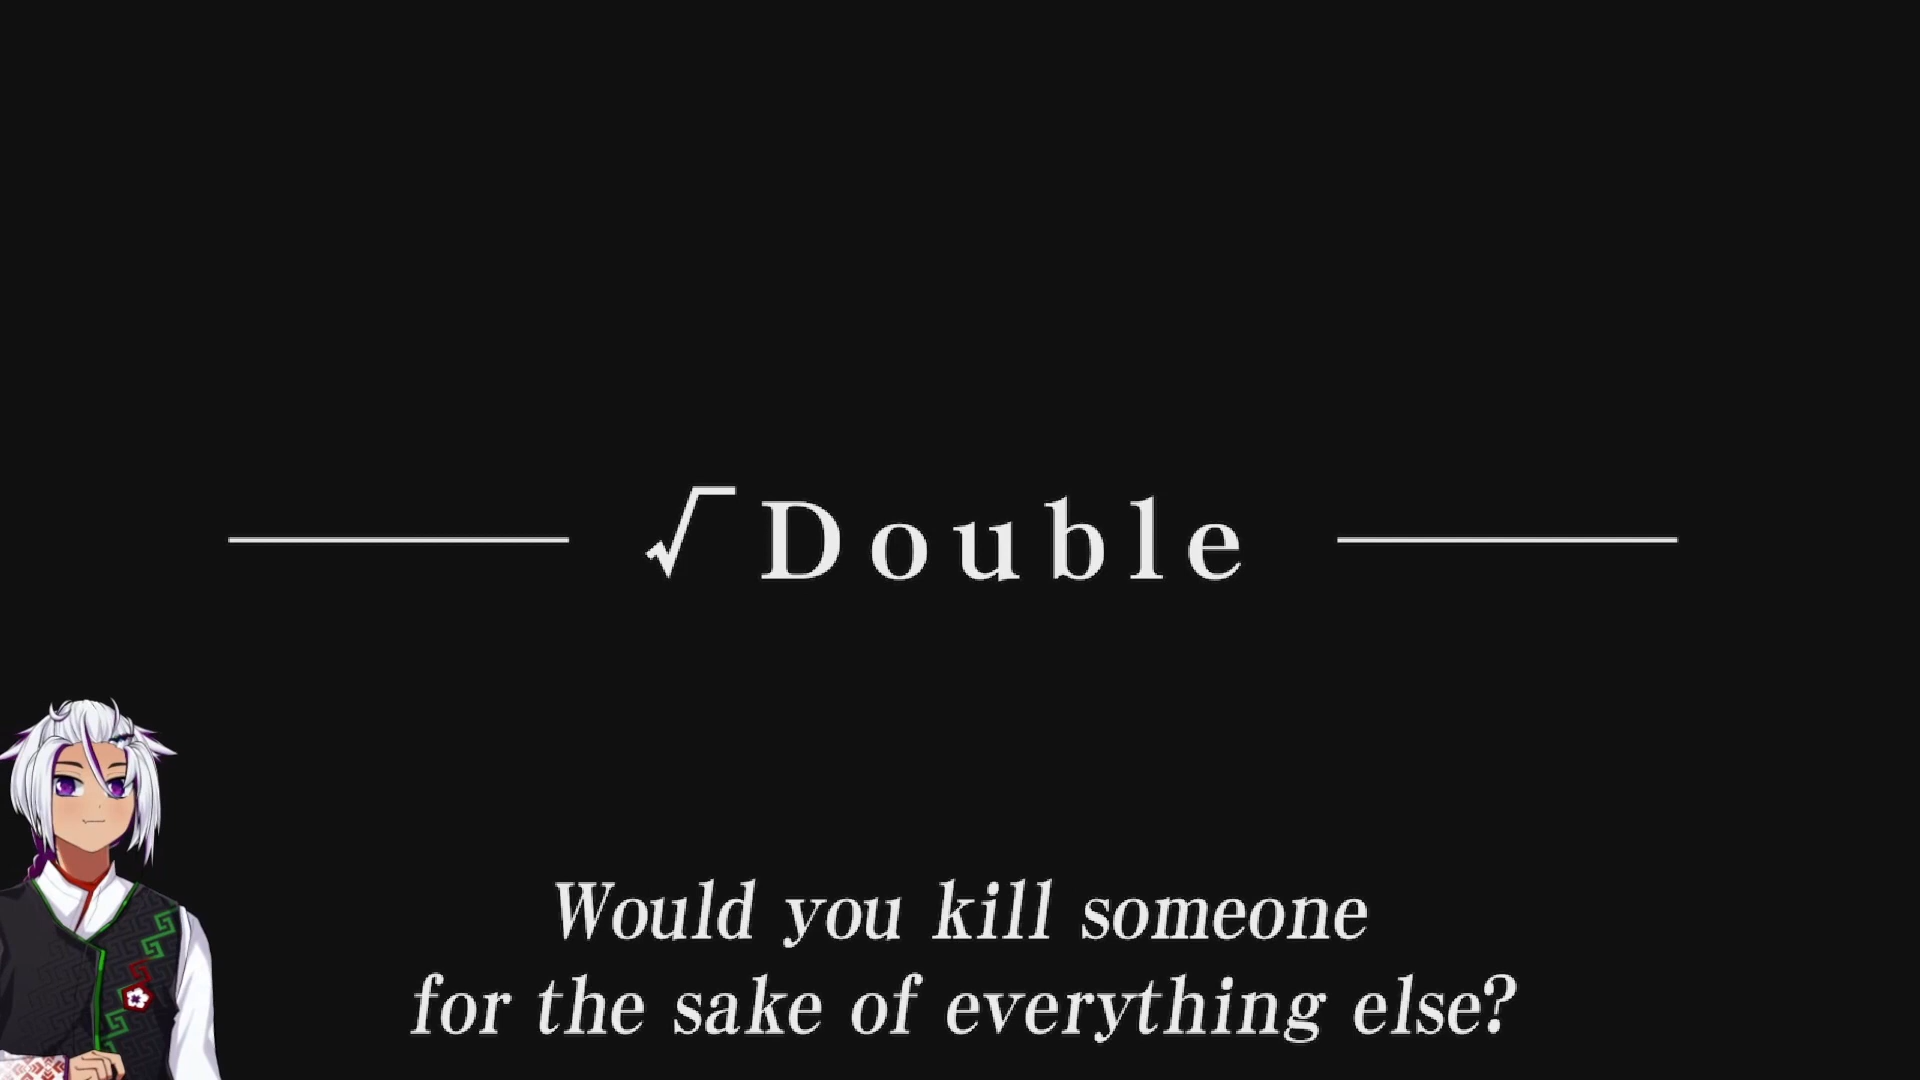 √Double
Would you kill someone
for the sake of everything else?